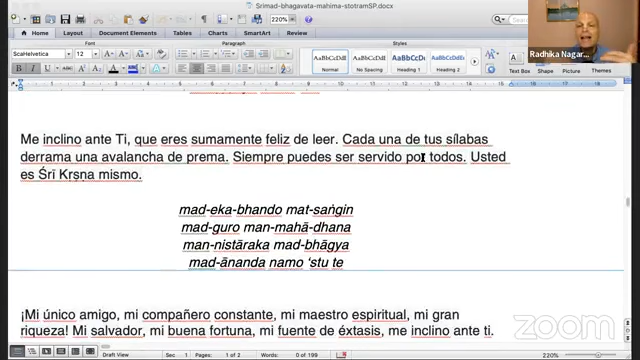 Srimad-bhagavata-mahima-stotramSP.docx
220%
Home Layout Document Elements Tables Charts SmartArt Review
Font Paragraph Styles Insert Themes
ScaHelvetica 12
AaBbCcDdEe AaBbCcDdEe AaBbCcDc AaBbCcDdEe
Normal No Spacing Heading 1 Heading 2
Text Box Shape Picture Themes
Radhika Nagar...
Me inclino ante Ti, que eres sumamente feliz de leer. Cada una de tus sílabas
derrama una avalancha de prema. Siempre puedes ser servido por todos. Usted
es Śrī Kṛṣṇa mismo.
mad-eka-bhando mat-saṅgin
mad-guro man-mahā-dhana
man-nistāraka mad-bhāgya
mad-ānanda namo ‘stu te
¡Mi único amigo, mi compañero constante, mi maestro espiritual, mi gran
riqueza! Mi salvador, mi buena fortuna, mi fuente de éxtasis, me inclino ante ti.
zoom
Draft View Sec 1 Pages: 1 of 2 Words: 0 of 199 220%